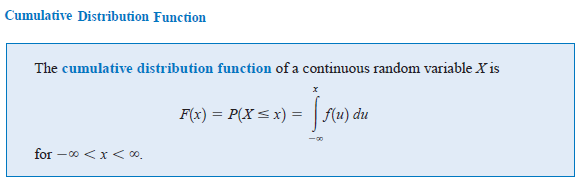 Cumulative Distribution Function
The cumulative distribution function of a continuous random variable X is
F(x) = P(X ≤ x) = ∫_{-∞}^{x} f(u) du
for −∞ < x < ∞.